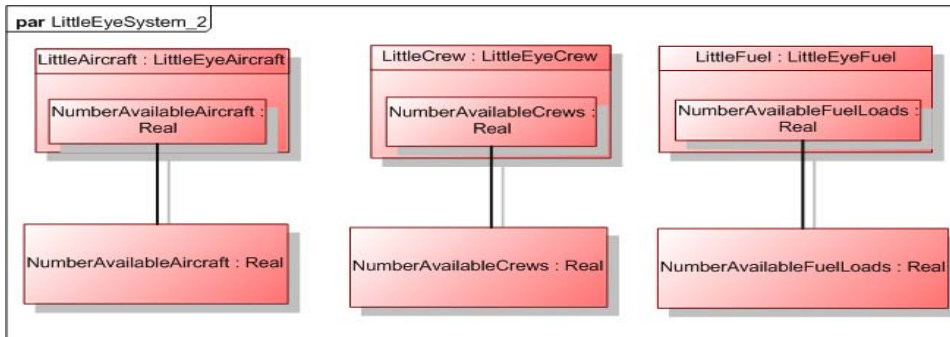 par LittleEyeSystem_2
LittleAircraft : LittleEyeAircraft
NumberAvailableAircraft :
Real
NumberAvailableAircraft : Real
LittleCrew : LittleEyeCrew
NumberAvailableCrews :
Real
NumberAvailableCrews : Real
LittleFuel : LittleEyeFuel
NumberAvailableFuelLoads :
Real
NumberAvailableFuelLoads : Real